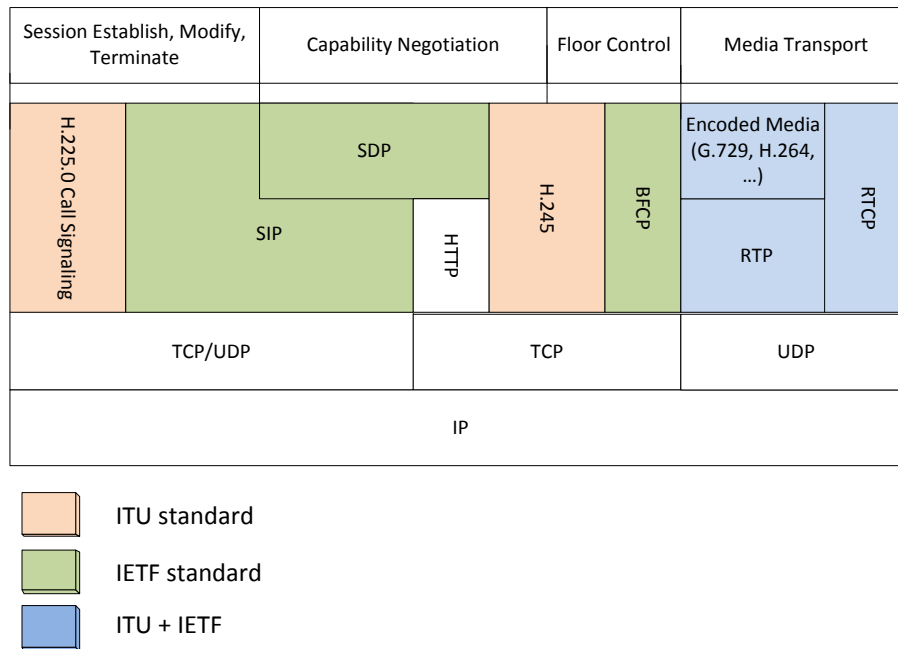 Session Establish, Modify,
Terminate
Capability Negotiation
Floor Control
Media Transport
H.225.0 Call Signaling
SIP
SDP
HTTP
H.245
BFCP
Encoded Media
(G.729, H.264,
…)
RTP
RTCP
TCP/UDP
TCP
UDP
IP
ITU standard
IETF standard
ITU + IETF